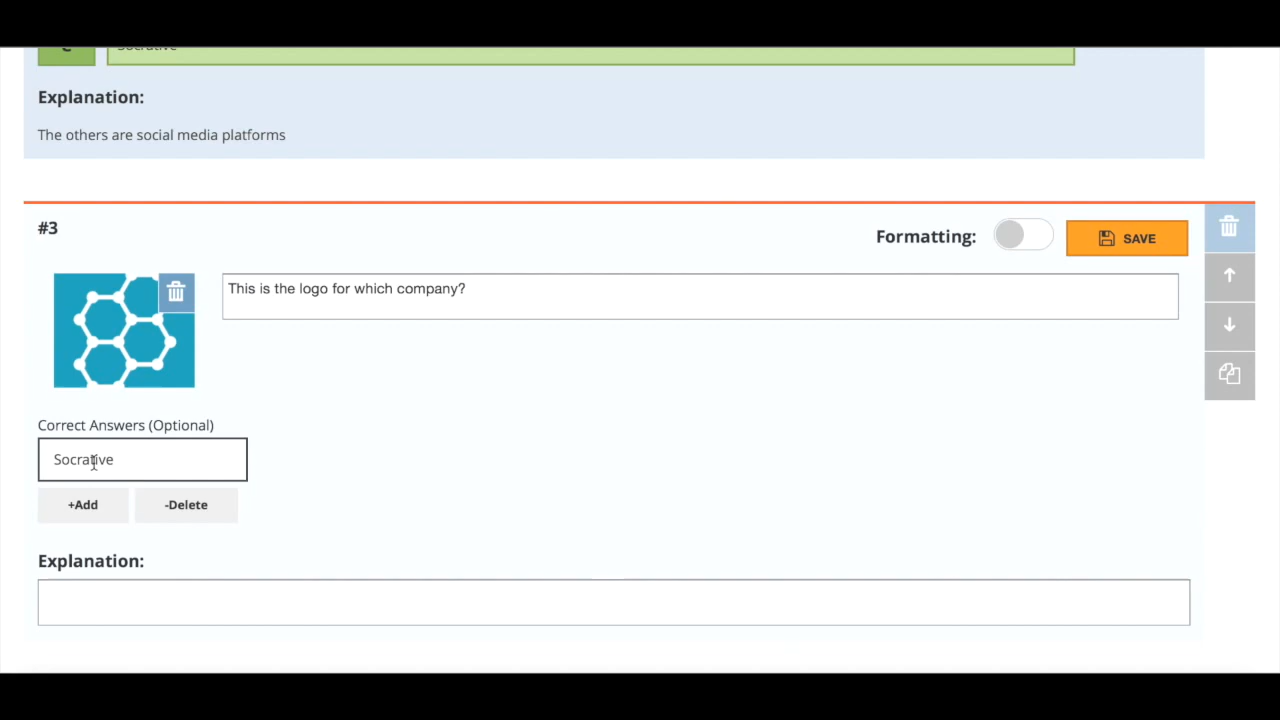 C Socrative
Explanation:
The others are social media platforms
#3
Formatting:
SAVE
This is the logo for which company?
Correct Answers (Optional)
Socrative
+Add
-Delete
Explanation: